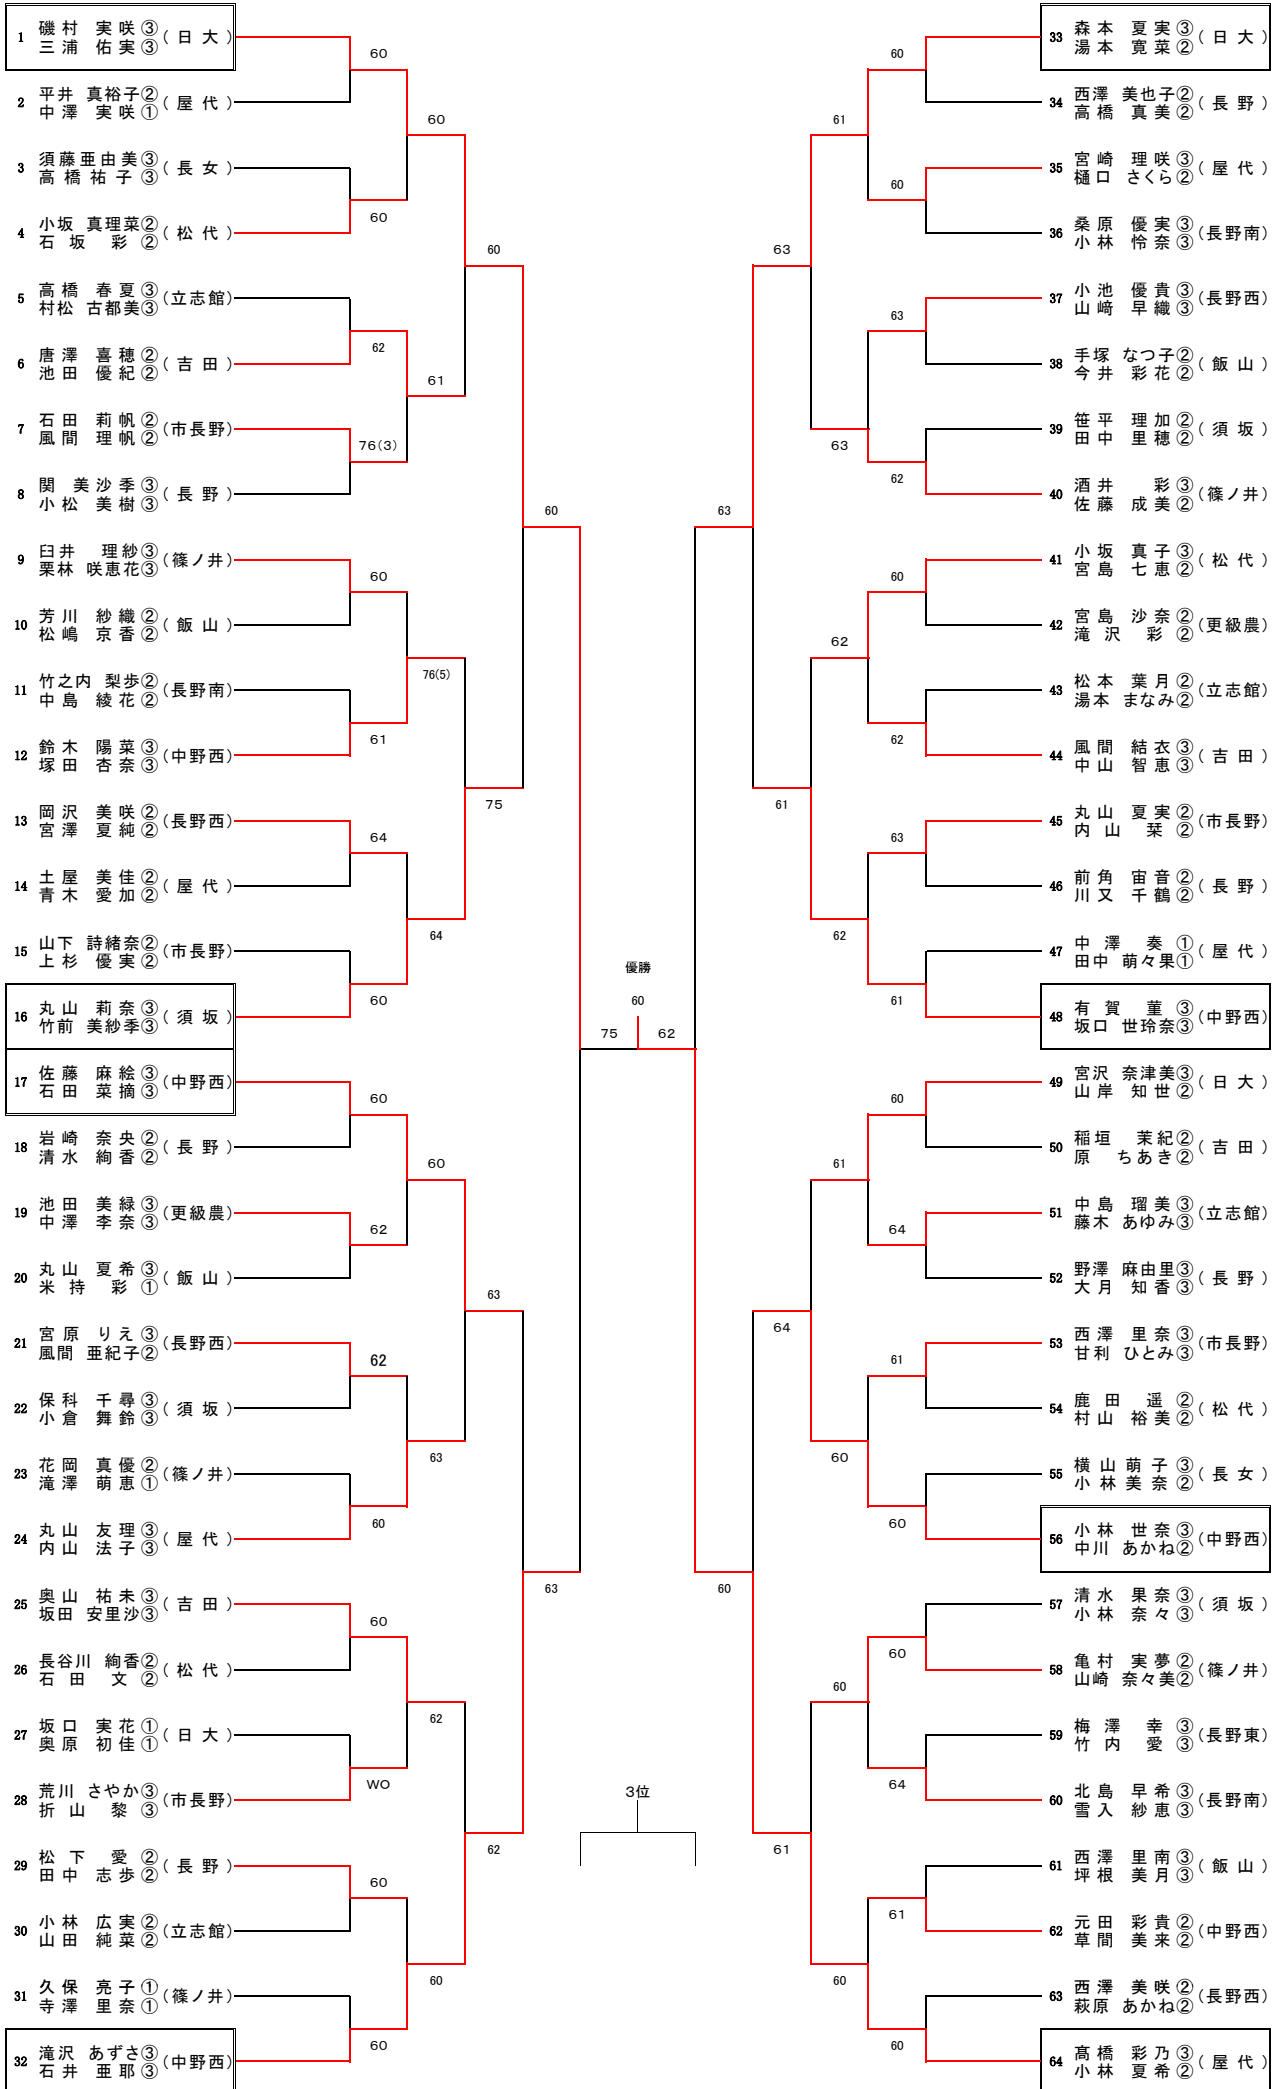 1 磯村 実咲③ (日大)
三浦 佑実③
60
2 平井 真裕子② (屋代)
中澤 実咲①
60
3 須藤亜由美③ (長女)
高橋祐子③
60
4 小坂 真理菜② (松代)
石坂 彩②
60
5 高橋 春夏③ (立志館)
村松 古都美③
62
6 唐澤 喜穂② (吉田)
池田 優紀②
61
7 石田 莉帆② (市長野)
風間 理帆②
76(3)
8 関 美沙季③ (長野)
小松 美樹③
60
9 臼井 理紗③ (篠ノ井)
栗林 咲恵花③
60
10 芳川 紗織② (飯山)
松嶋 京香②
76(5)
11 竹之内 梨歩② (長野南)
中島 綾花②
61
12 鈴木 陽菜③ (中野西)
塚田 杏奈③
75
13 岡沢 美咲② (長野西)
宮澤 夏純②
64
14 土屋 美佳② (屋代)
青木 愛加②
64
15 山下 詩緒奈② (市長野)
上杉 優実②
60
16 丸山 莉奈③ (須坂)
竹前 美紗季③
17 佐藤 麻絵③ (中野西)
石田 菜摘③
60
18 岩崎 奈央② (長野)
清水 絢香②
60
19 池田 美緑③ (更級農)
中澤 李奈③
62
20 丸山 夏希③ (飯山)
米持 彩①
63
21 宮原 りえ③ (長野西)
風間 亜紀子②
62
22 保科 千尋③ (須坂)
小倉 舞鈴③
63
23 花岡 真優② (篠ノ井)
滝澤 萌恵①
60
24 丸山 友理③ (屋代)
内山 法子③
63
25 奥山 祐未③ (吉田)
坂田 安里沙③
60
26 長谷川 絢香② (松代)
石田 文②
62
27 坂口 実花① (日大)
奥原 初佳①
WO
28 荒川 さやか③ (市長野)
折山 黎③
62
29 松下 愛② (長野)
田中 志歩②
60
30 小林 広実② (立志館)
山田 純菜②
60
31 久保 亮子① (篠ノ井)
寺澤 里奈①
60
32 滝沢 あずさ③ (中野西)
石井 亜耶③
優勝
60
75 62
3位
33 森本 夏実③ (日大)
湯本 寛菜②
60
34 西澤 美也子② (長野)
高橋 真美②
61
35 宮崎 理咲③ (屋代)
樋口 さくら②
60
36 桑原 優実③ (長野南)
小林 怜奈③
63
37 小池 優貴③ (長野西)
山﨑 早織③
63
38 手塚 なつ子② (飯山)
今井 彩花②
63
39 笹平 理加② (須坂)
田中 里穂②
62
40 酒井 彩③ (篠ノ井)
佐藤 成美②
63
41 小坂 真子③ (松代)
宮島 七恵②
60
42 宮島 沙奈② (更級農)
滝沢 彩②
62
43 松本 葉月② (立志館)
湯本 まなみ②
62
44 風間 結衣③ (吉田)
中山 智恵③
61
45 丸山 夏実② (市長野)
内山 栞②
63
46 前角 宙音② (長野)
川又 千鶴②
62
47 中澤 奏① (屋代)
田中 萌々果①
61
48 有賀 菫③ (中野西)
坂口 世玲奈③
49 宮沢 奈津美③ (日大)
山岸 知世②
60
50 稲垣 茉紀② (吉田)
原 ちあき②
61
51 中島 瑠美③ (立志館)
藤木 あゆみ③
64
52 野澤 麻由里③ (長野)
大月 知香③
64
53 西澤 里奈③ (市長野)
甘利 ひとみ③
61
54 鹿田 遥② (松代)
村山 裕美②
60
55 横山萌子③ (長女)
小林美奈②
60
56 小林 世奈③ (中野西)
中川 あかね②
60
57 清水 果奈③ (須坂)
小林 奈々③
60
58 亀村 実夢② (篠ノ井)
山崎 奈々美②
60
59 梅澤 幸③ (長野東)
竹内 愛③
64
60 北島 早希③ (長野南)
雪入 紗恵③
61
61 西澤 里南③ (飯山)
坪根 美月③
61
62 元田 彩貴② (中野西)
草間 美来②
60
63 西澤 美咲② (長野西)
萩原 あかね②
60
64 髙橋 彩乃③ (屋代)
小林 夏希②